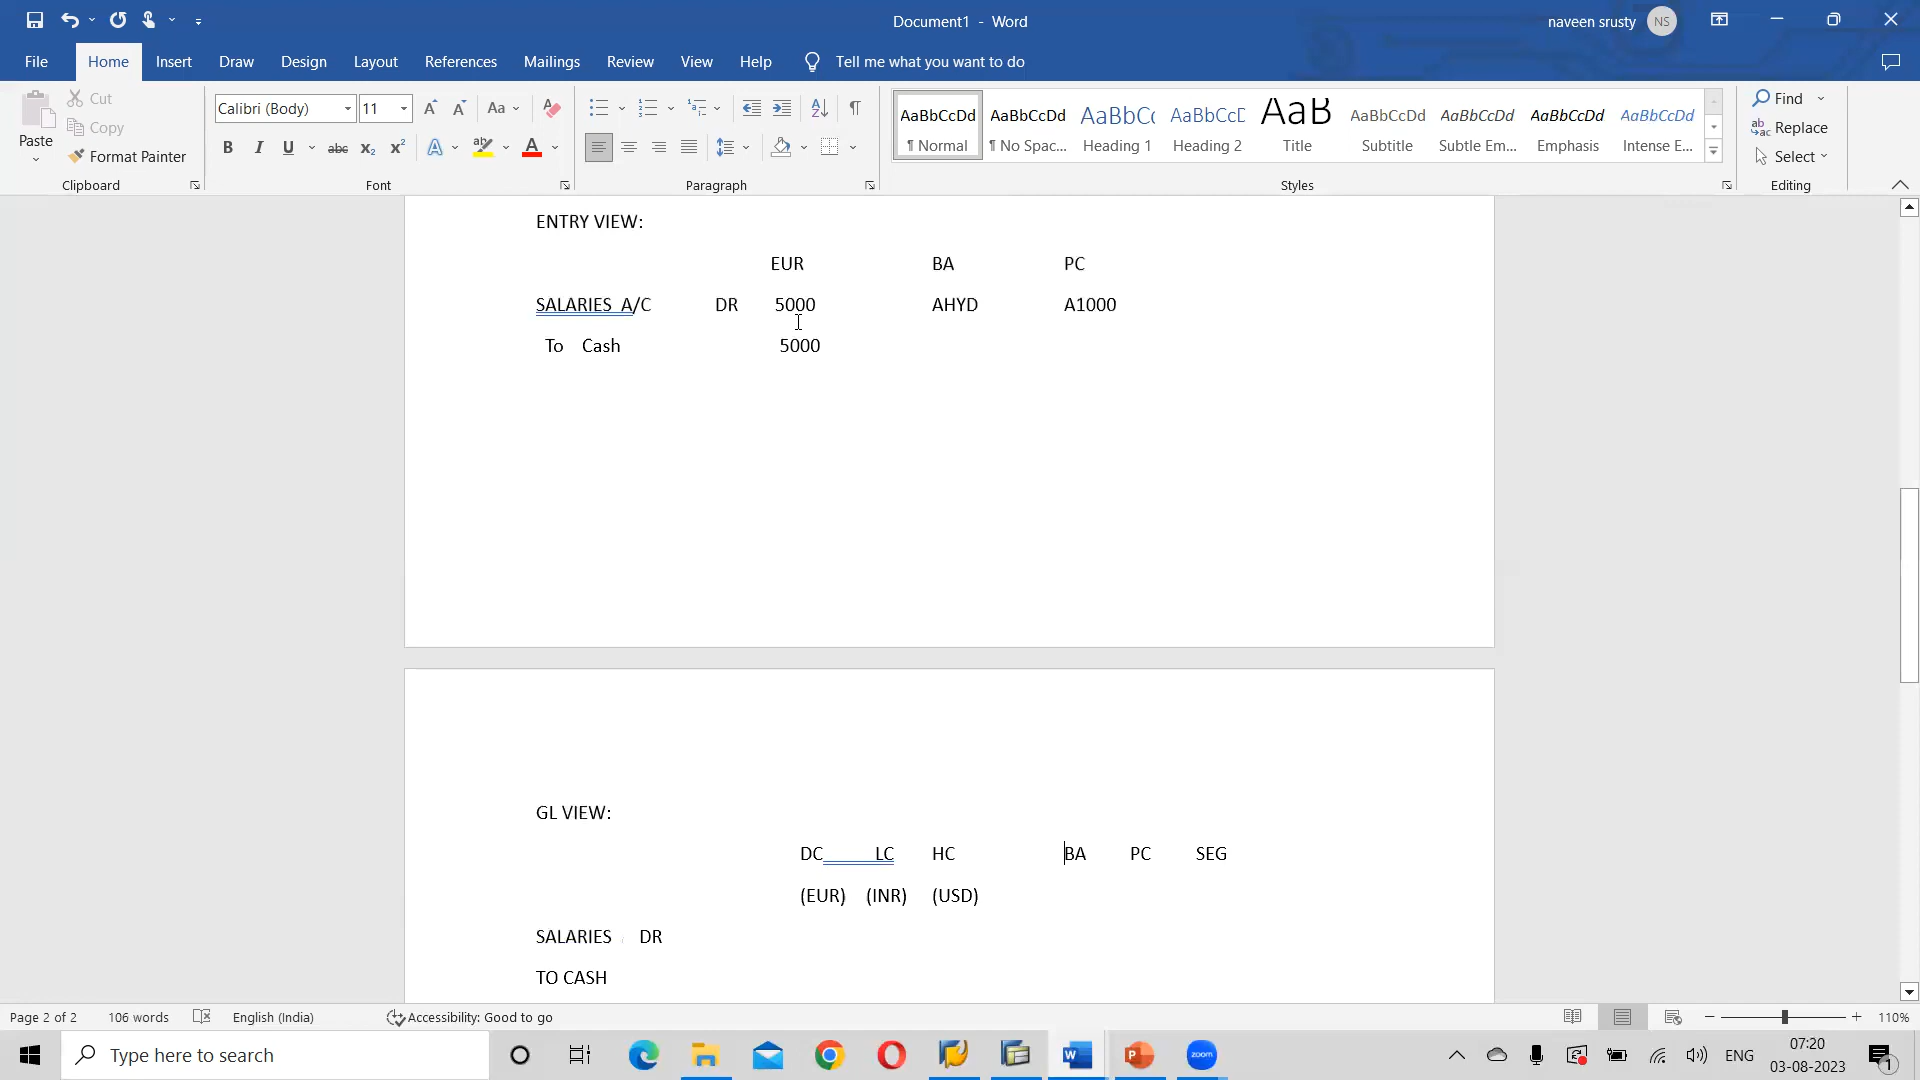 Document1 - Word
naveen srusty NS
File Home Insert Draw Design Layout References Mailings Review View Help Tell me what you want to do
Paste
Cut
Copy
Format Painter
Clipboard
Calibri (Body) 11
Font
Paragraph
AaBbCcDd AaBbCcDd AaBbCc AaBbCcD AaB AaBbCcDd AaBbCcDd AaBbCcDd AaBbCcDd
¶ Normal ¶ No Spac... Heading 1 Heading 2 Title Subtitle Subtle Em... Emphasis Intense E...
Styles
Find
Replace
Select
Editing
ENTRY VIEW:
EUR BA PC
SALARIES A/C DR 5000 AHYD A1000
To Cash 5000
GL VIEW:
DC LC HC BA PC SEG
(EUR) (INR) (USD)
SALARIES DR
TO CASH
Page 2 of 2 106 words English (India) Accessibility: Good to go 110%
Type here to search
zoom
ENG
07:20
03-08-2023
1